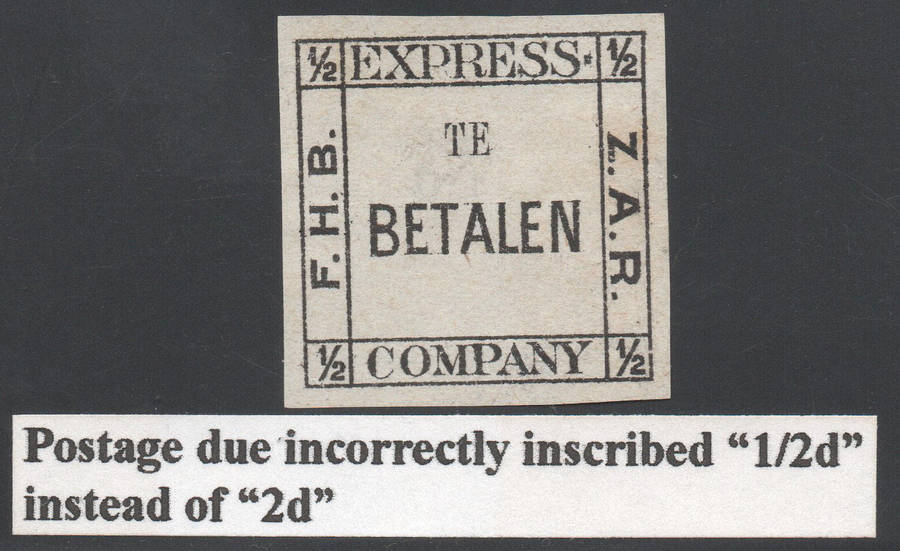 ½ EXPRESS· ½
F. H. B.
TE
BETALEN
Z. A. R.
½ COMPANY ½
Postage due incorrectly inscribed “1/2d”
instead of “2d”